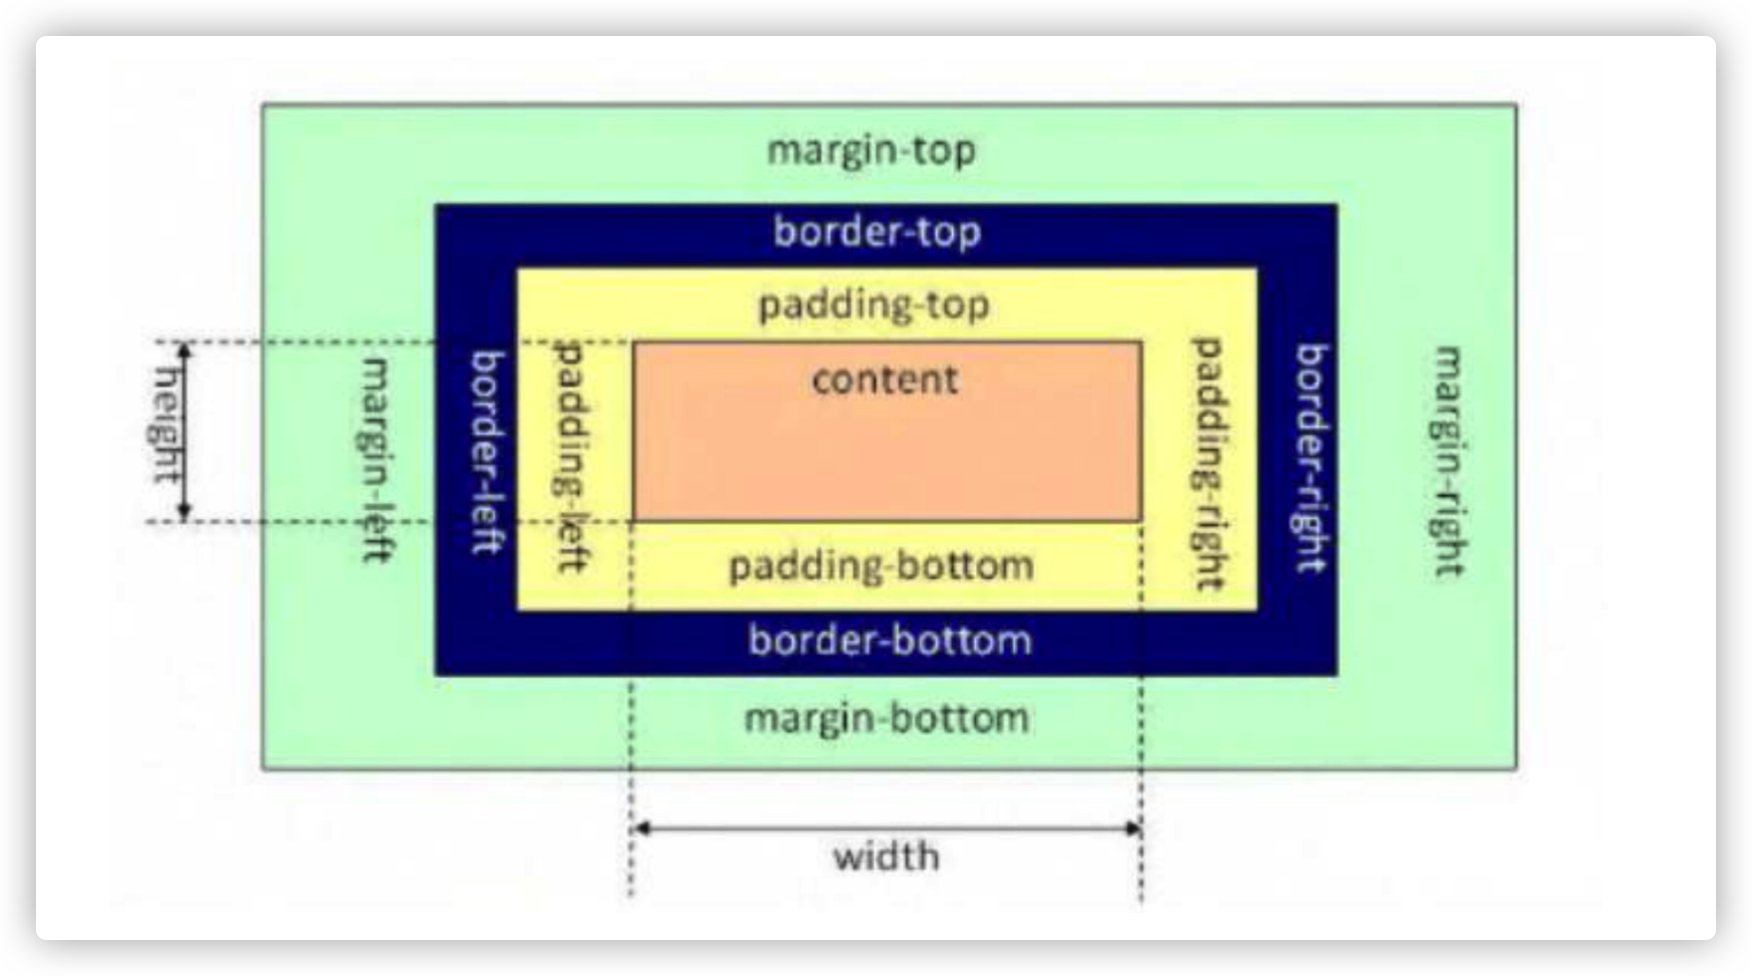 margin-top
border-top
padding-top
content
height
margin-left
border-left
padding-left
padding-right
border-right
margin-right
padding-bottom
border-bottom
margin-bottom
width